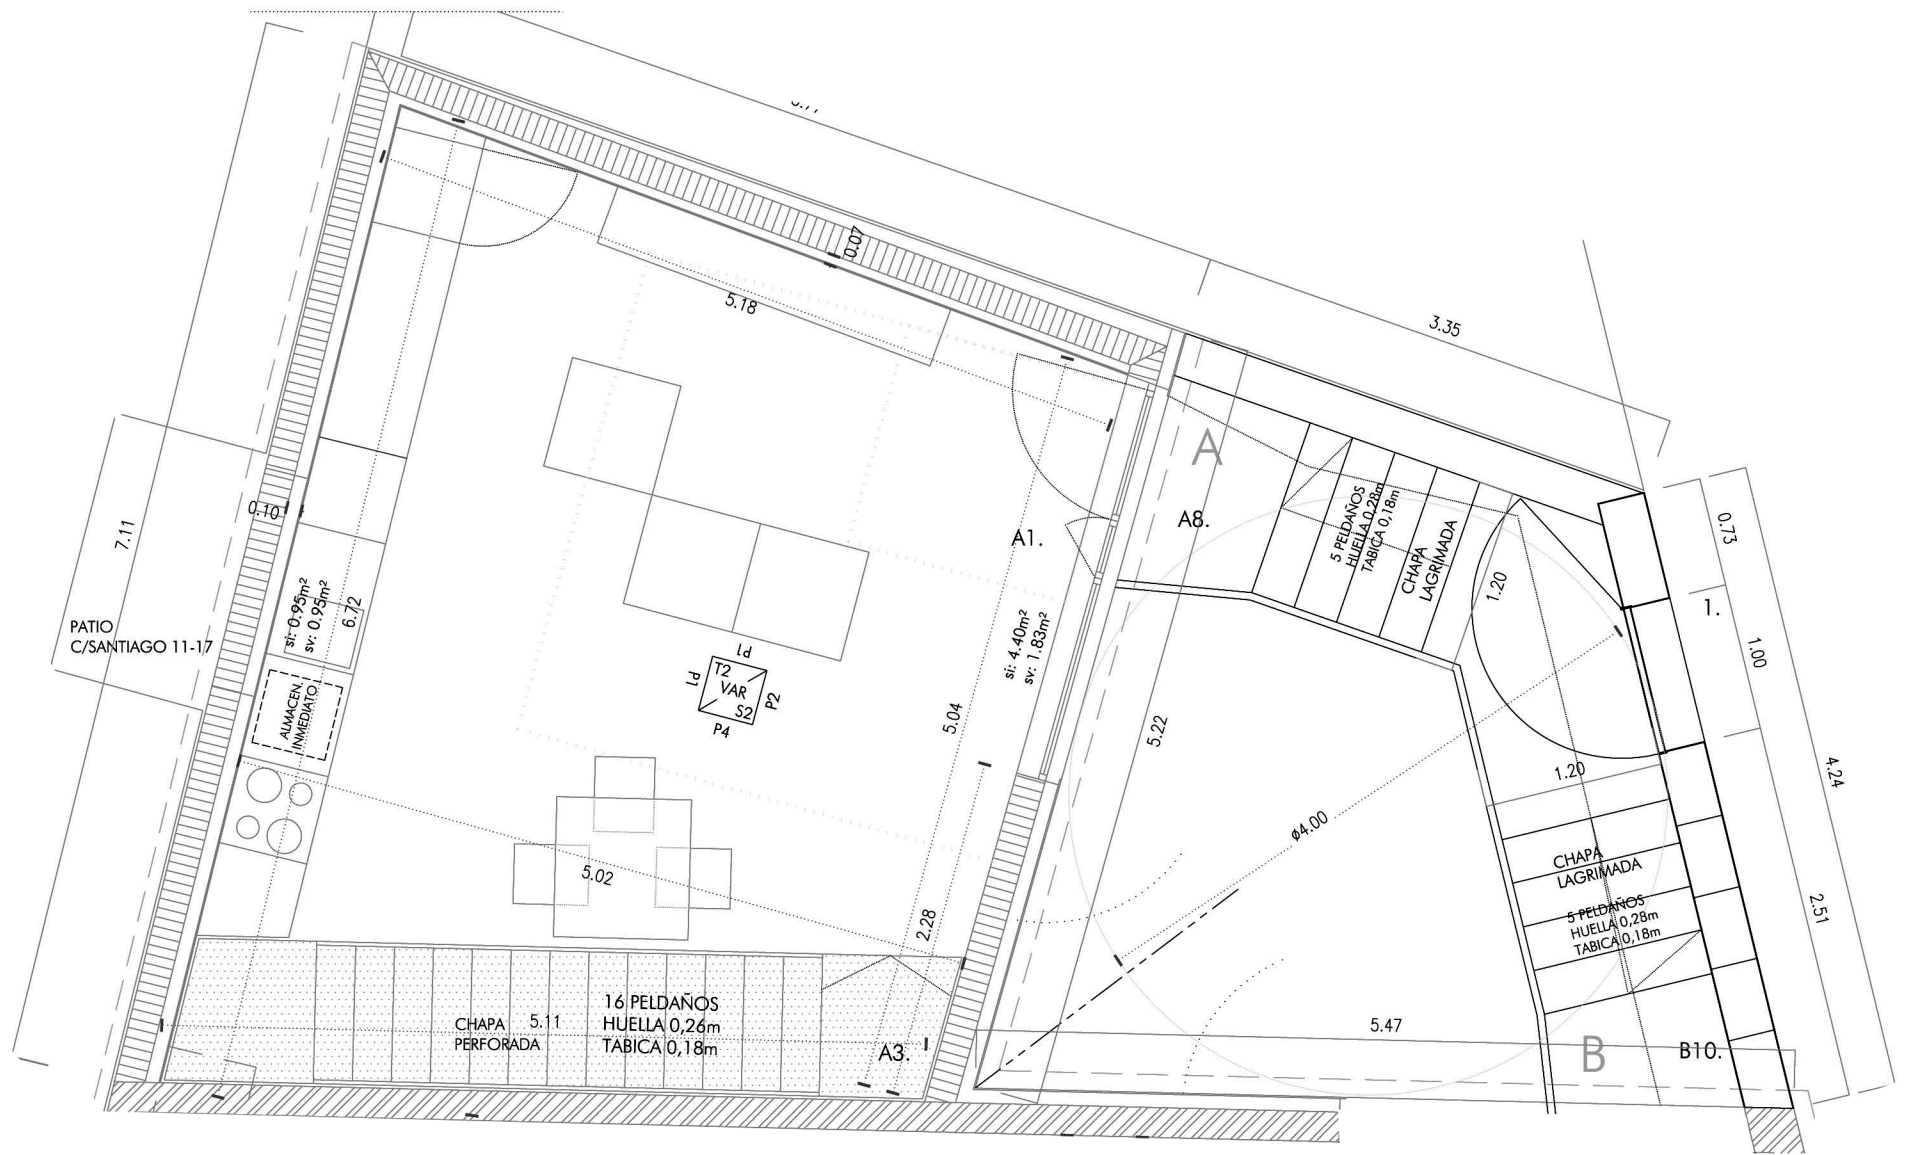 0.07
5.18
3.35
A
A8.
A1.
5 PELDAÑOS
HUELLA 0,28m
TABICA 0,18m
CHAPA
LAGRIMADA
1.20
0.73
1.
1.00
7.11
0.10
si: 0.95m²
sv: 0.95m²
6.72
PATIO
C/SANTIAGO 11-17
ALMACEN.
INMEDIATO
si: 4.40m²
sv: 1.83m²
P1
P1
T2
VAR
S2
P2
P4
5.04
5.22
1.20
4.24
ø4.00
5.02
2.28
CHAPA
LAGRIMADA
5 PELDAÑOS
HUELLA 0,28m
TABICA 0,18m
2.51
CHAPA
PERFORADA
5.11
16 PELDAÑOS
HUELLA 0,26m
TABICA 0,18m
A3.
5.47
B
B10.